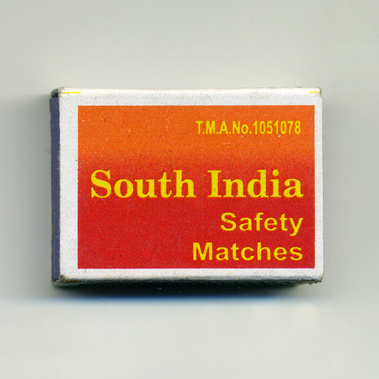 T.M.A.No.1051078
South India
Safety
Matches